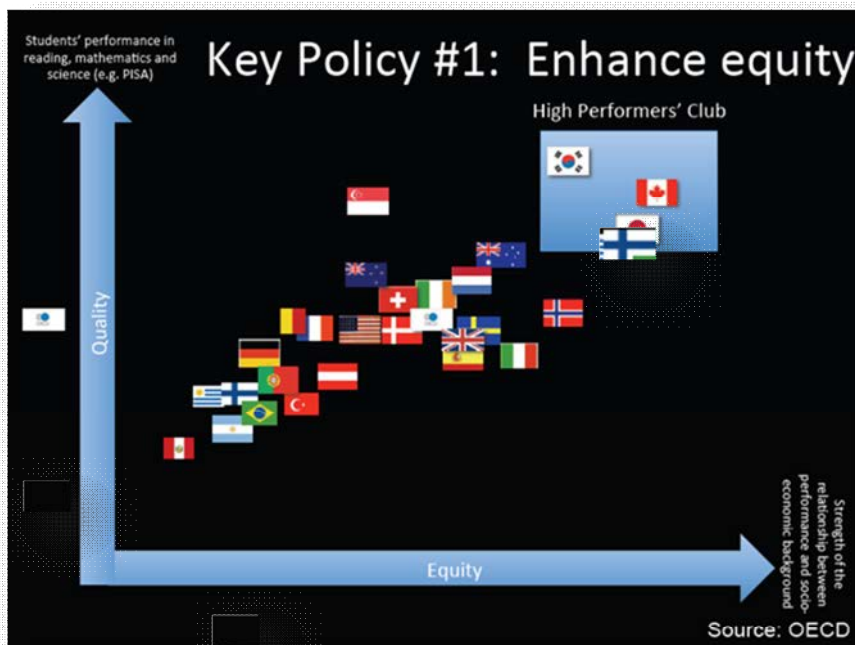 Students' performance in
reading, mathematics and
science (e.g. PISA)
Key Policy #1: Enhance equity
High Performers' Club
Quality
Equity
Strength of the
relationship between
performance and socio-
economic background
Source: OECD